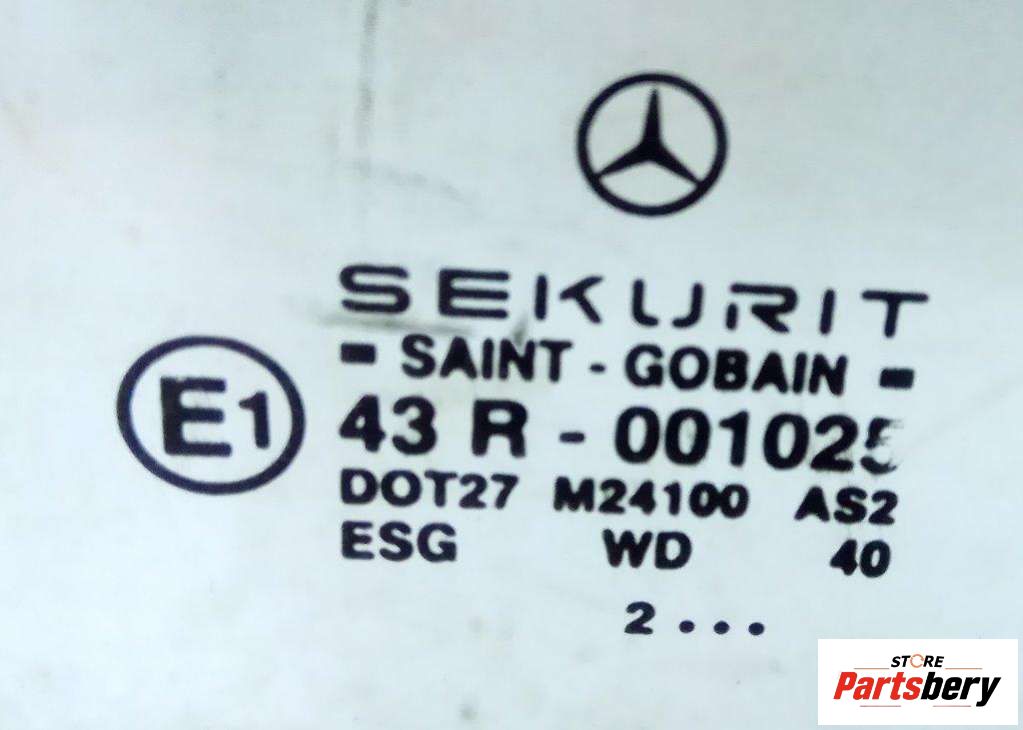 SEKURIT
- SAINT - GOBAIN -
E1
43 R - 001025
DOT27 M24100 AS2
ESG WD 40
2 ...
STORE
Partsbery